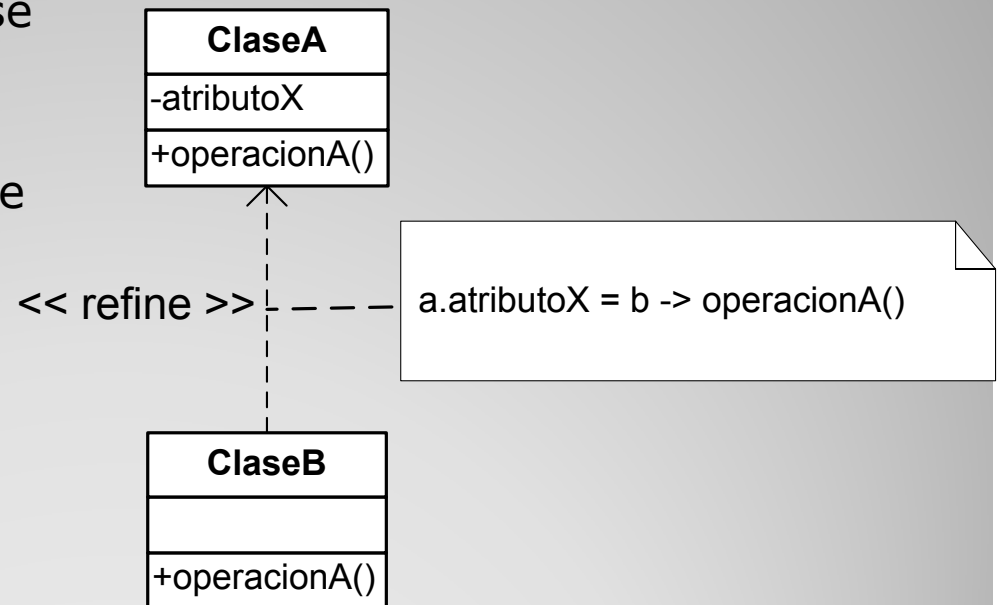 ClaseA
-atributoX
+operacionA()
<< refine >>
a.atributoX = b -> operacionA()
ClaseB
+operacionA()